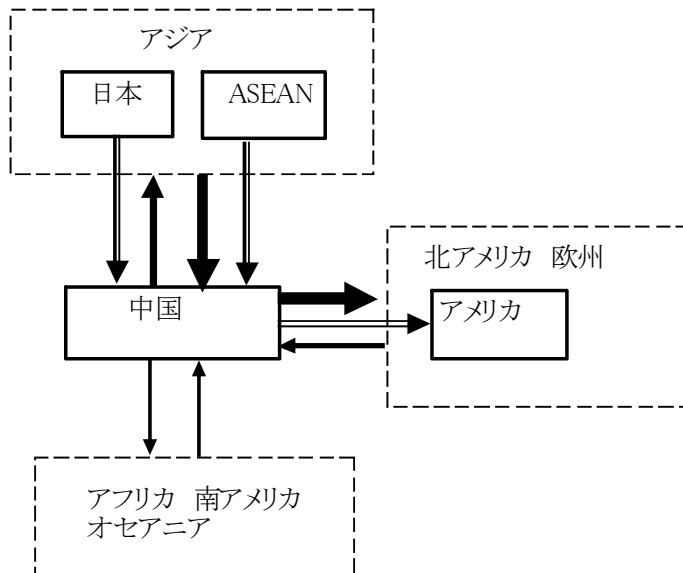 アジア
日本 ASEAN
北アメリカ 欧州
中国 アメリカ
アフリカ 南アメリカ
オセアニア